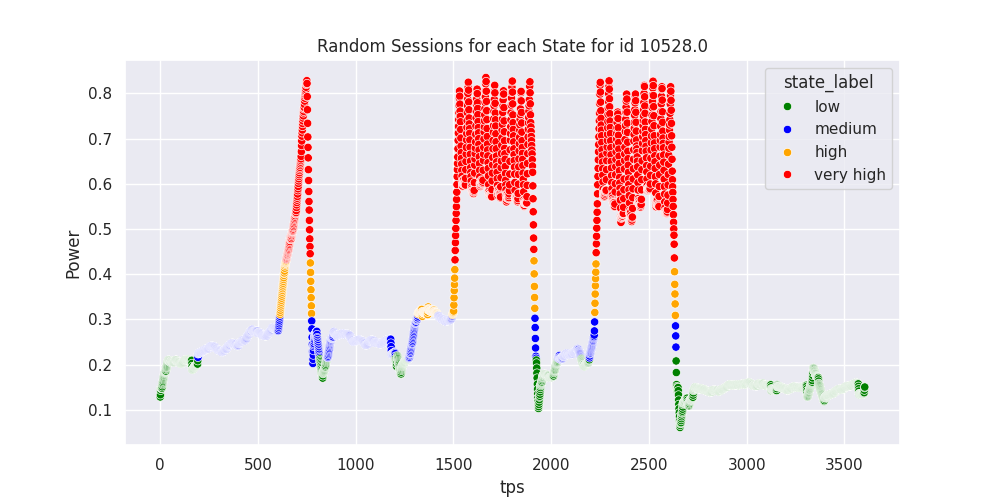 Random Sessions for each State for id 10528.0
state_label
low
medium
high
very high
Power
0.8
0.7
0.6
0.5
0.4
0.3
0.2
0.1
0 500 1000 1500 2000 2500 3000 3500
tps